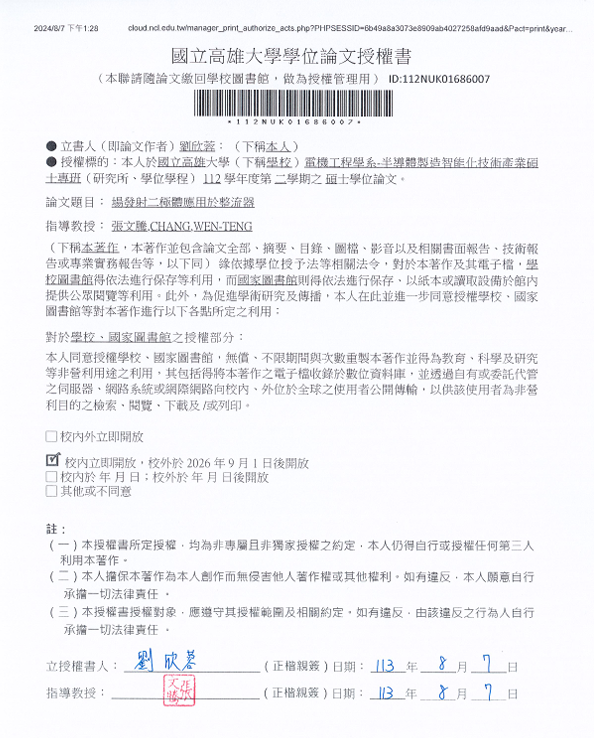 2024/8/7 下午1:28 cloud.ncl.edu.tw/manager_print_authorize_acts.php?PHPSESSID=6b49a8a3073e8909ab4027258afd9aad&Pact=print&year...
國立高雄大學學位論文授權書
（本聯請隨論文繳回學校圖書館，做為授權管理用） ID:112NUK01686007
*112NUK01686007*
● 立書人（即論文作者）劉欣蓉：（下稱本人）
● 授權標的：本人於國立高雄大學（下稱學校）電機工程學系-半導體製造智能化技術產業碩
士專班（研究所、學位學程） 112 學年度第 二學期之 碩士學位論文。
論文題目： 場發射二極體應用於整流器
指導教授： 張文騰,CHANG,WEN-TENG
（下稱本著作，本著作並包含論文全部、摘要、目錄、圖檔、影音以及相關書面報告、技術報
告或專業實務報告等，以下同） 緣依據學位授予法等相關法令，對於本著作及其電子檔，學
校圖書館得依法進行保存等利用，而國家圖書館則得依法進行保存、以紙本或讀取設備於館內
提供公眾閱覽等利用。此外，為促進學術研究及傳播，本人在此並進一步同意授權學校、國家
圖書館等對本著作進行以下各點所定之利用：
對於學校、國家圖書館之授權部分：
本人同意授權學校、國家圖書館，無償、不限期間與次數重製本著作並得為教育、科學及研究
等非營利用途之利用，其包括得將本著作之電子檔收錄於數位資料庫，並透過自有或委託代管
之伺服器、網路系統或網際網路向校內、外位於全球之使用者公開傳輸，以供該使用者為非營
利目的之檢索、閱覽、下載及/或列印。
☐ 校內外立即開放
☑ 校內立即開放，校外於 2026 年 9 月 1 日後開放
☐ 校內於 年 月 日；校外於 年 月 日後開放
☐ 其他或不同意
註：
（一）本授權書所定授權，均為非專屬且非獨家授權之約定，本人仍得自行或授權任何第三人
利用本著作。
（二）本人擔保本著作為本人創作而無侵害他人著作權或其他權利。如有違反，本人願意自行
承擔一切法律責任。
（三）本授權書授權對象，應遵守其授權範圍及相關約定。如有違反，由該違反之行為人自行
承擔一切法律責任。
立授權書人： 劉欣蓉 （正楷親簽）日期： 113 年 8 月 7 日
指導教授： 張文騰 （正楷親簽）日期： 113 年 8 月 7 日